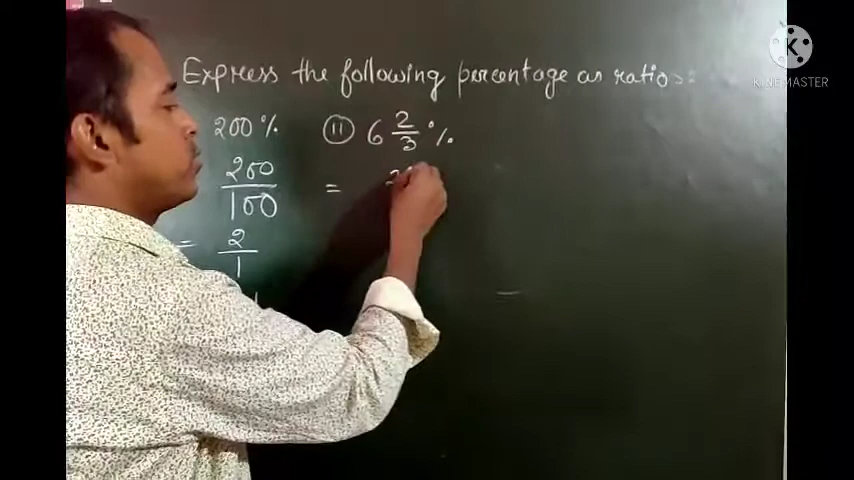 Express the following percentage as ratios:
200% (ii) 6 2/3 %
200/100 =
= 2/1
K
KINEMASTER